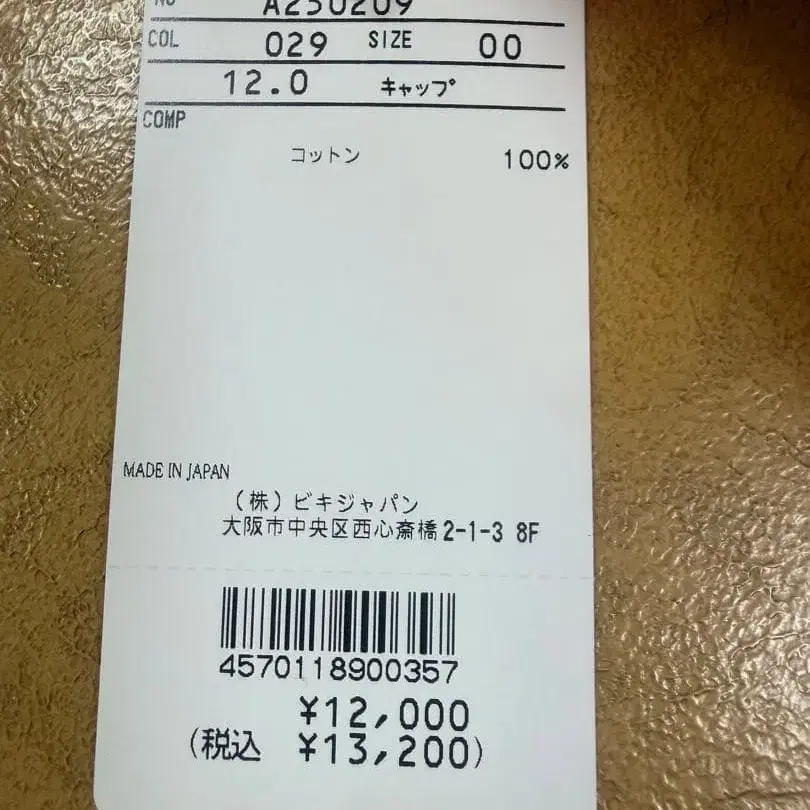 NO A250209
COL 029 SIZE 00
12.0 キャップ
COMP
コットン 100%
MADE IN JAPAN
(株)ビキジャパン
大阪市中央区西心斎橋2-1-3 8F
4570118900357
¥12,000
(税込 ¥13,200)